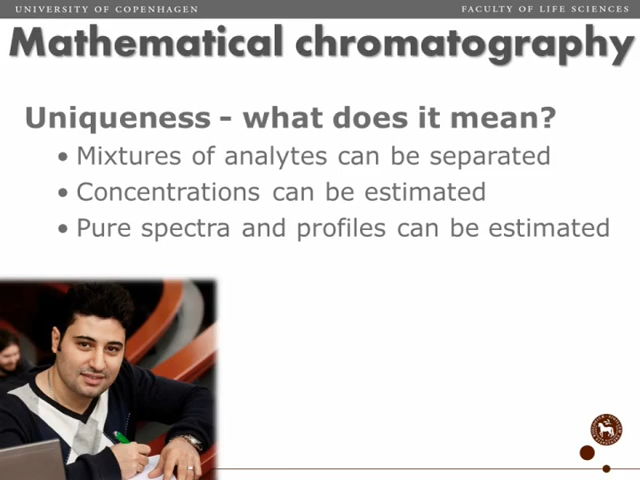 UNIVERSITY OF COPENHAGEN
FACULTY OF LIFE SCIENCES
Mathematical chromatography
Uniqueness - what does it mean?
• Mixtures of analytes can be separated
• Concentrations can be estimated
• Pure spectra and profiles can be estimated